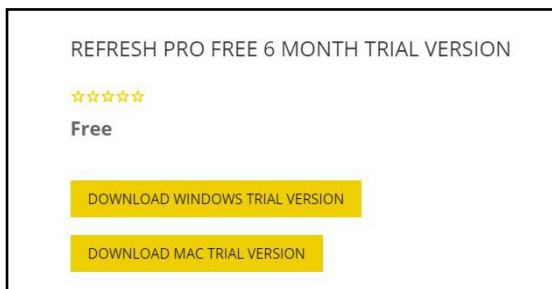 REFRESH PRO FREE 6 MONTH TRIAL VERSION
Free
DOWNLOAD WINDOWS TRIAL VERSION
DOWNLOAD MAC TRIAL VERSION